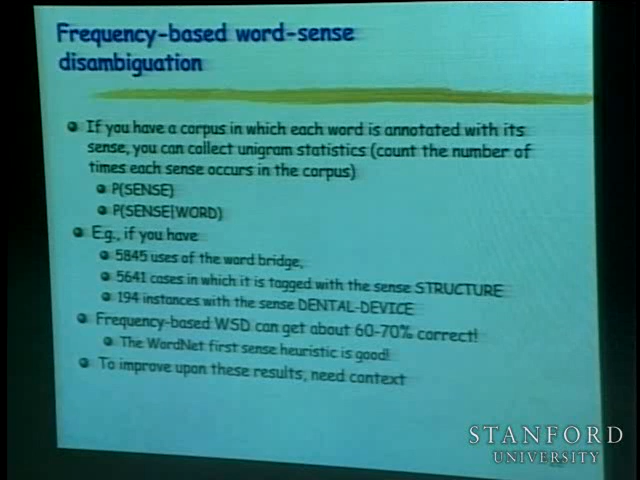 Frequency-based word-sense
disambiguation
If you have a corpus in which each word is annotated with its
sense, you can collect unigram statistics (count the number of
times each sense occurs in the corpus)
P(SENSE)
P(SENSE|WORD)
E.g., if you have
5845 uses of the word bridge,
5641 cases in which it is tagged with the sense STRUCTURE
194 instances with the sense DENTAL-DEVICE
Frequency-based WSD can get about 60-70% correct!
The WordNet first sense heuristic is good!
To improve upon these results, need context
STANFORD
UNIVERSITY